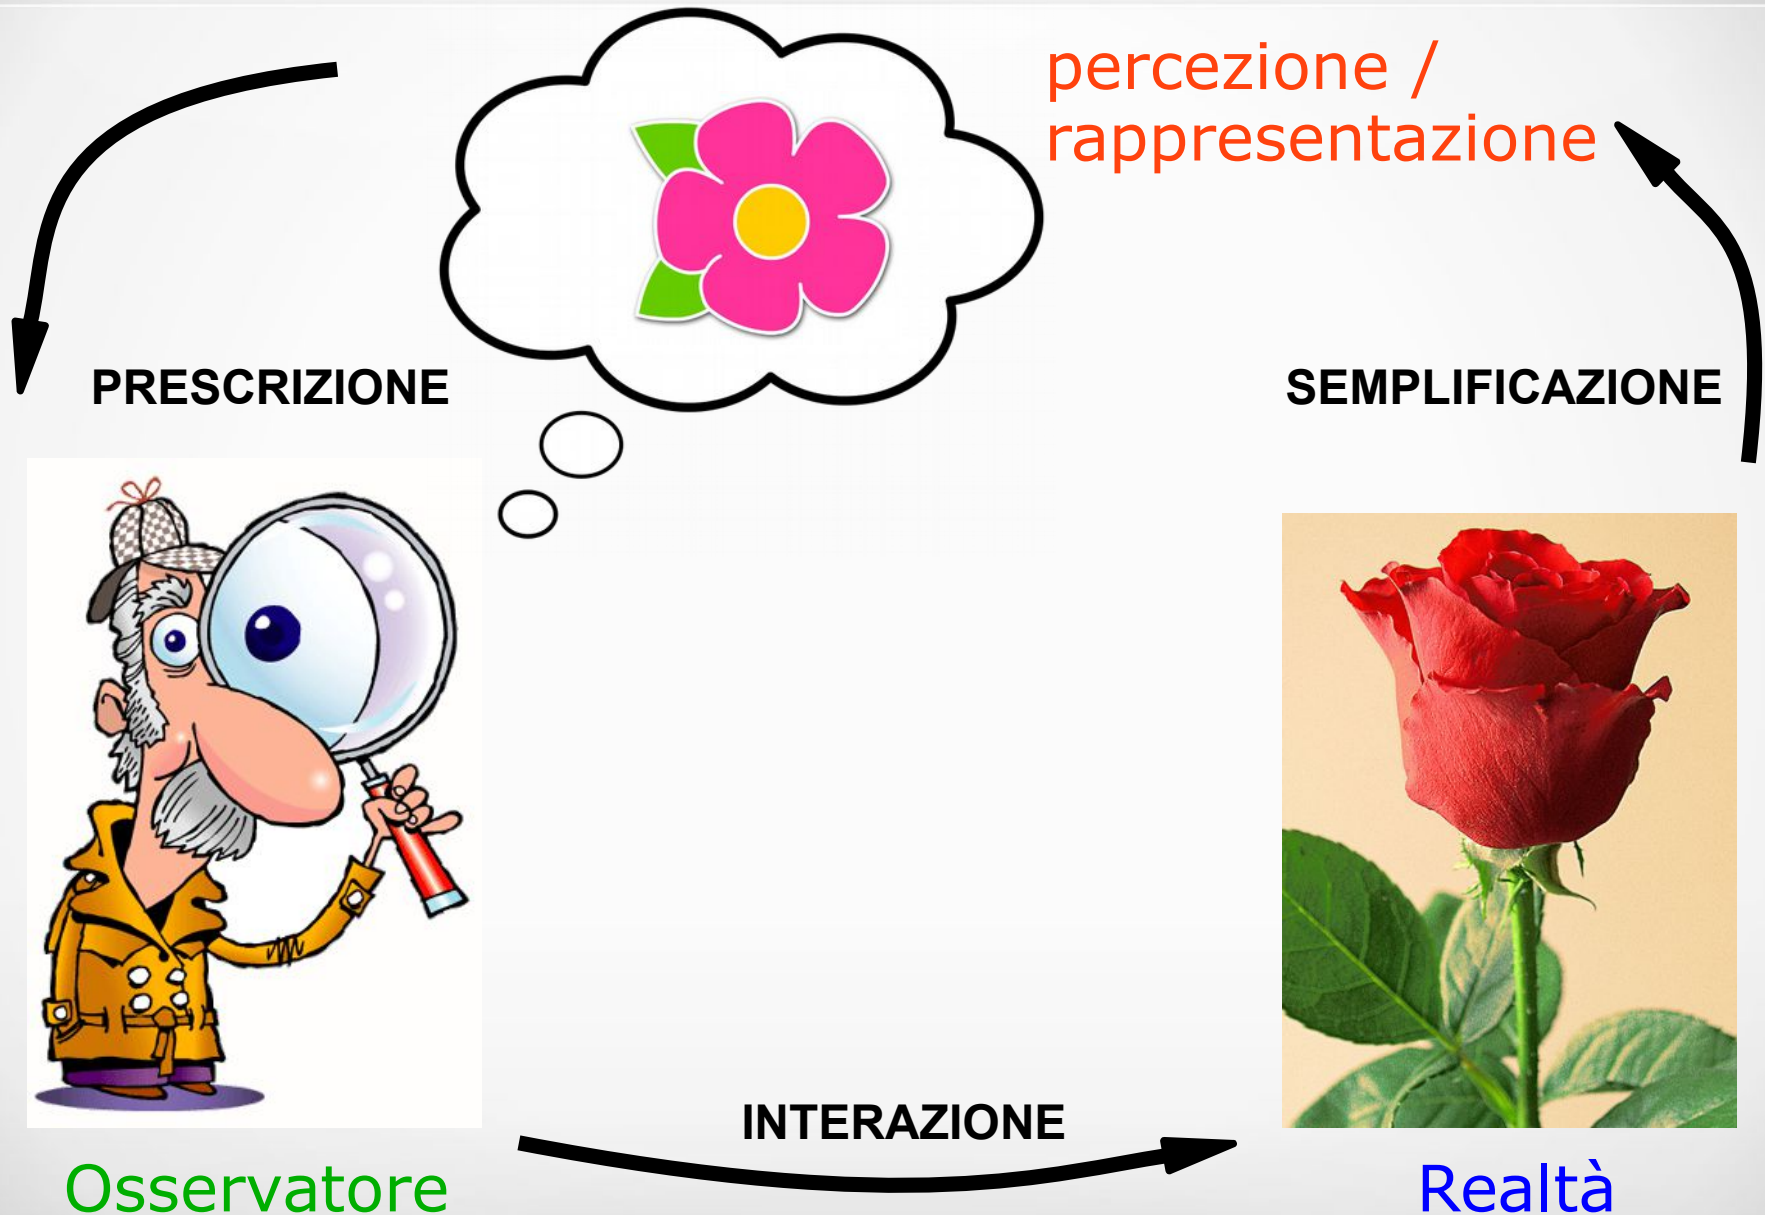 percezione /
rappresentazione
PRESCRIZIONE
SEMPLIFICAZIONE
INTERAZIONE
Osservatore
Realtà